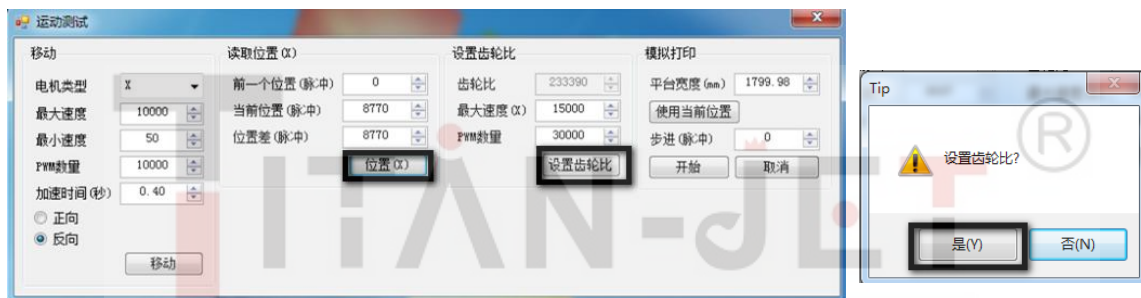 运动测试
移动
电机类型 X
最大速度 10000
最小速度 50
PWM数量 10000
加速时间(秒) 0.40
正向
反向
移动
读取位置(X)
前一个位置(脉冲) 0
当前位置(脉冲) 8770
位置差(脉冲) 8770
位置(X)
设置齿轮比
齿轮比 233390
最大速度(X) 15000
PWM数量 30000
设置齿轮比
模拟打印
平台宽度(mm) 1799.98
使用当前位置
步进(脉冲) 0
开始 取消
Tip
设置齿轮比?
是(Y) 否(N)
TITAN-JET
®